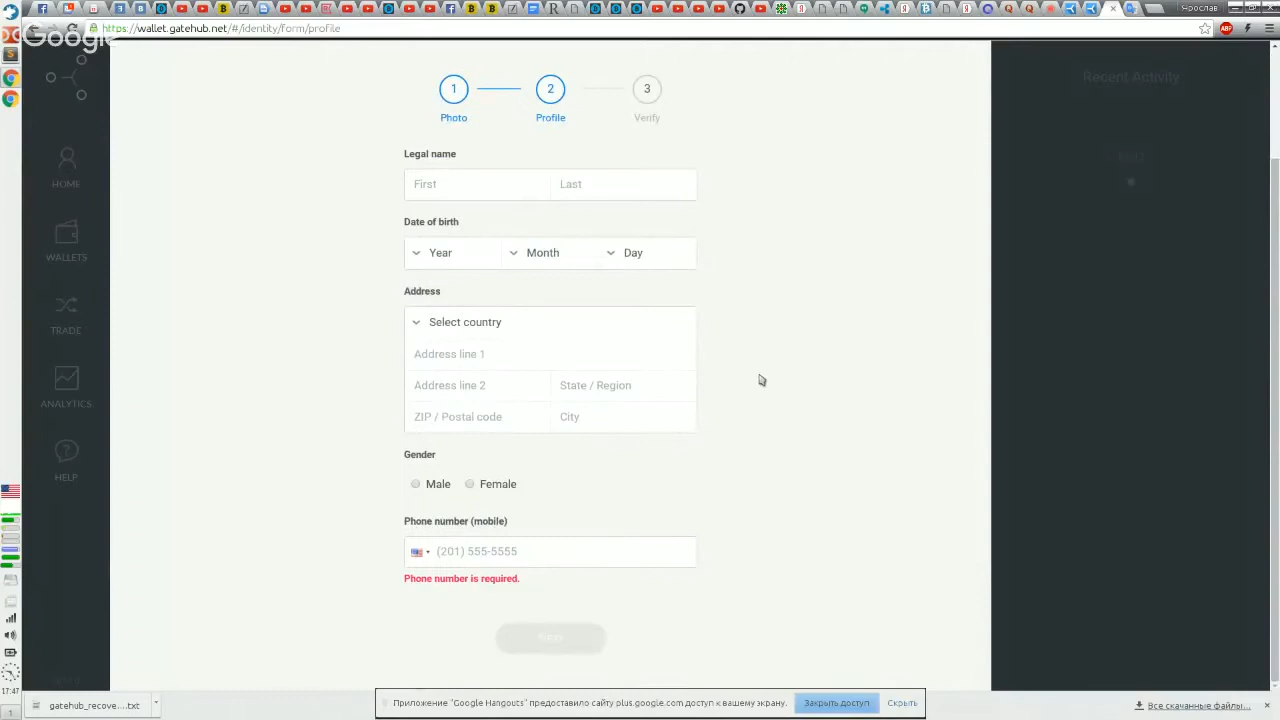 Ярослав
https://wallet.gatehub.net/#/identity/form/profile
Google
Recent Activity
1
2
3
Photo
Profile
Verify
Legal name
First
Last
HOME
Date of birth
Year
Month
Day
WALLETS
Address
Select country
TRADE
Address line 1
Address line 2
State / Region
ANALYTICS
ZIP / Postal code
City
Gender
HELP
Male
Female
Phone number (mobile)
(201) 555-5555
Phone number is required.
17:47
gatehub_recove....txt
Приложение "Google Hangouts" предоставило сайту plus.google.com доступ к вашему экрану.
Закрыть доступ
Скрыть
Все скачанные файлы...
1